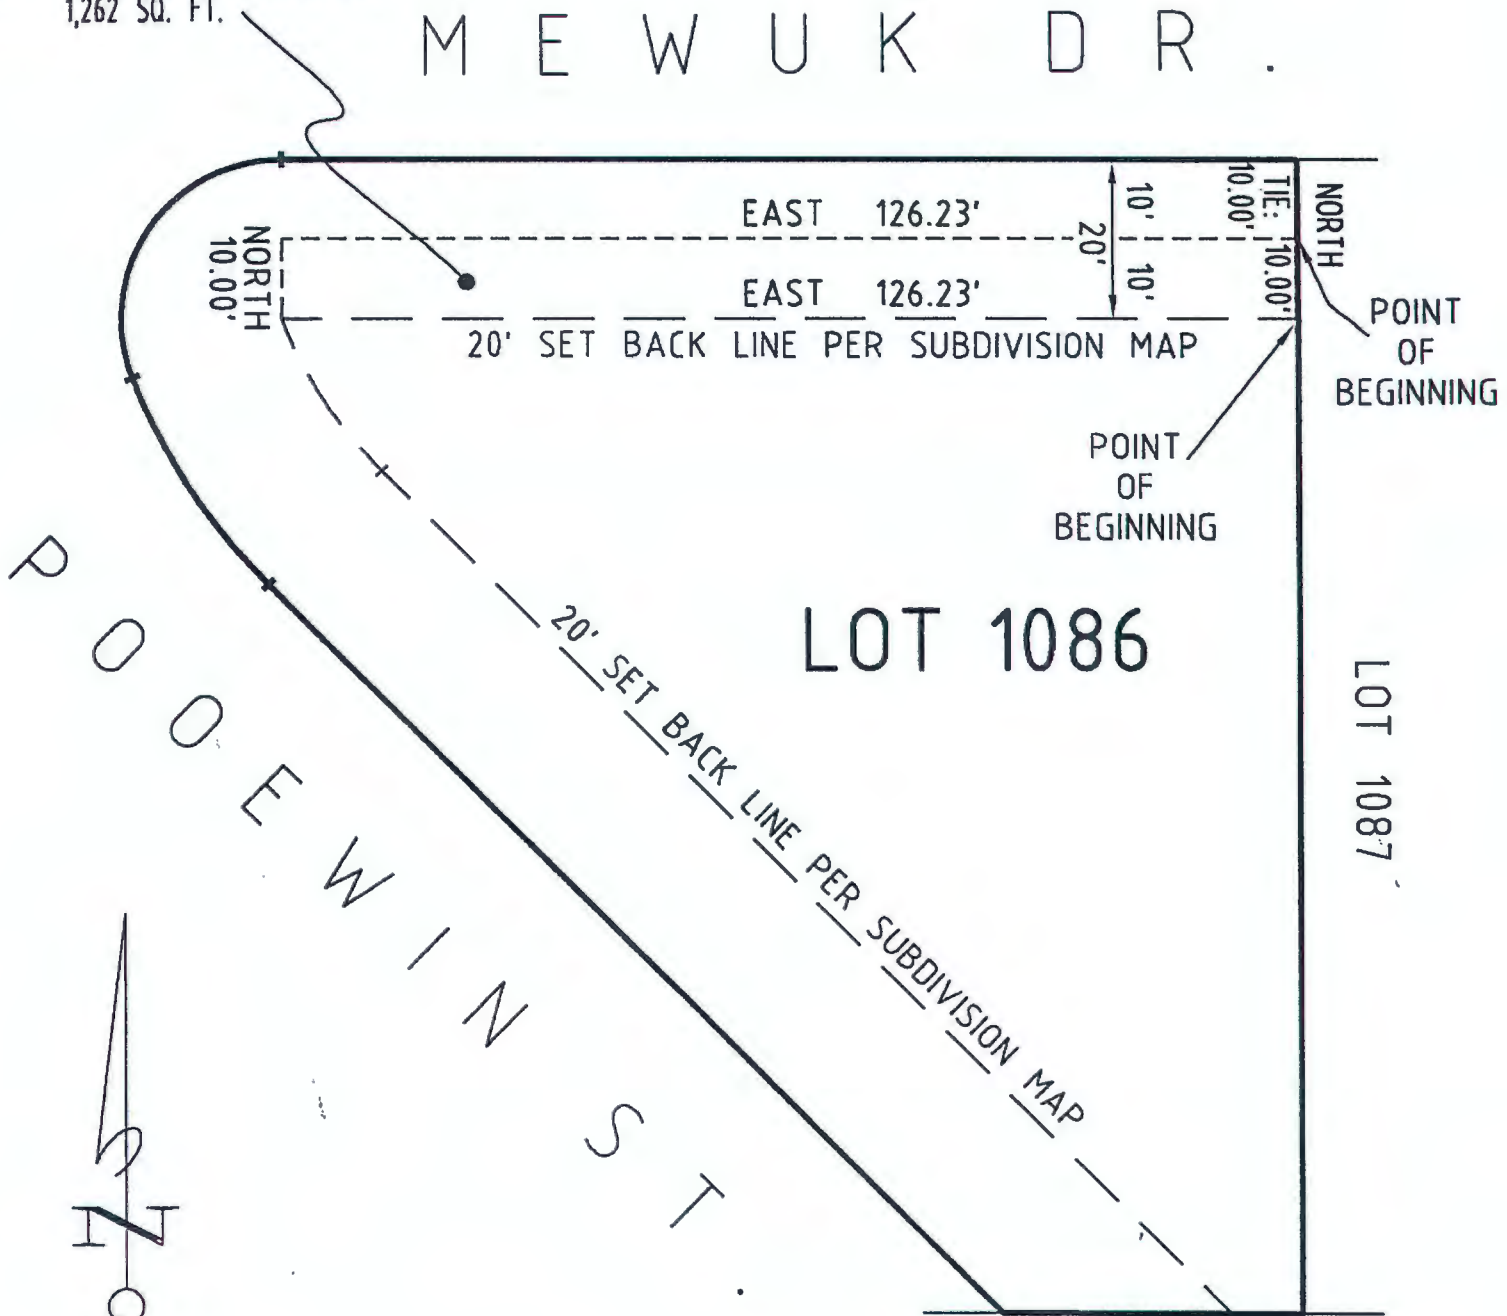 1,262 SQ. FT.
MEWUK DR.
EAST 126.23'
10'
20'
10'
TIE:
10.00'
10.00'
NORTH
NORTH
10.00'
EAST 126.23'
20' SET BACK LINE PER SUBDIVISION MAP
POINT
OF
BEGINNING
POINT
OF
BEGINNING
LOT 1086
LOT 1087
20' SET BACK LINE PER SUBDIVISION MAP
POOEWIN ST.
N